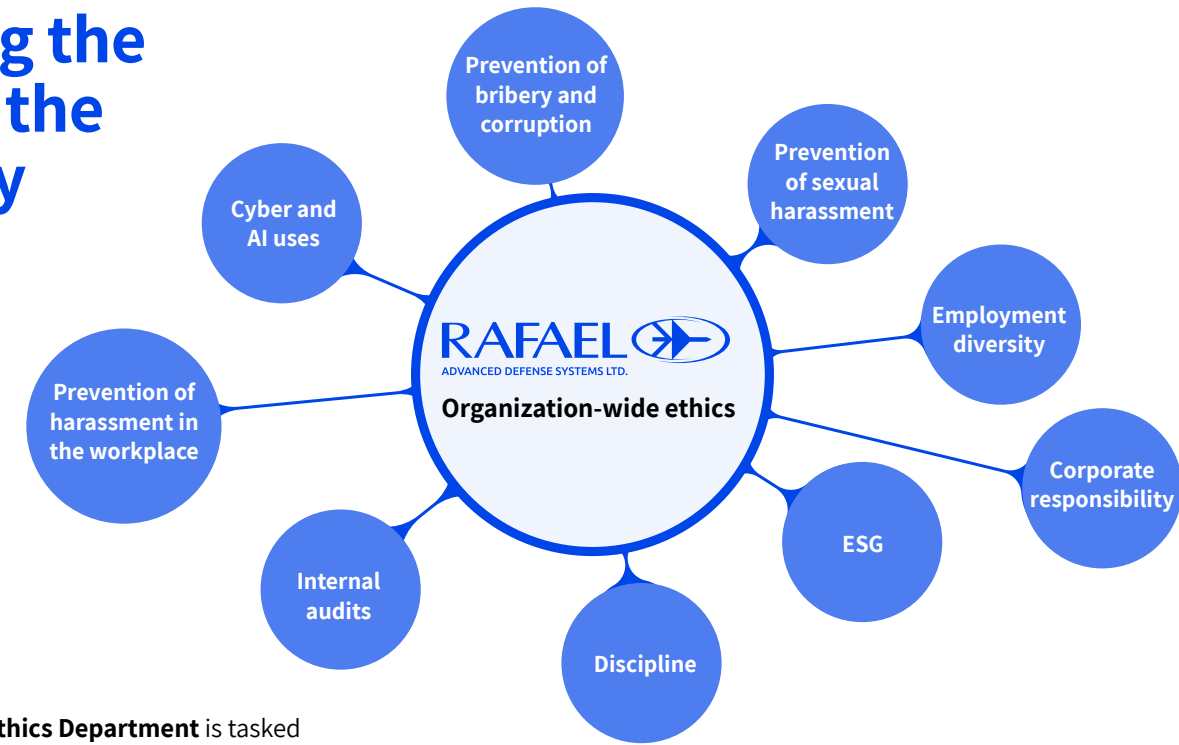 g the
the
y
Prevention of
bribery and
corruption
Prevention
of sexual
harassment
Cyber and
AI uses
Employment
diversity
RAFAEL
ADVANCED DEFENSE SYSTEMS LTD.
Organization-wide ethics
Prevention of
harassment in
the workplace
Corporate
responsibility
ESG
Internal
audits
Discipline
thics Department is tasked